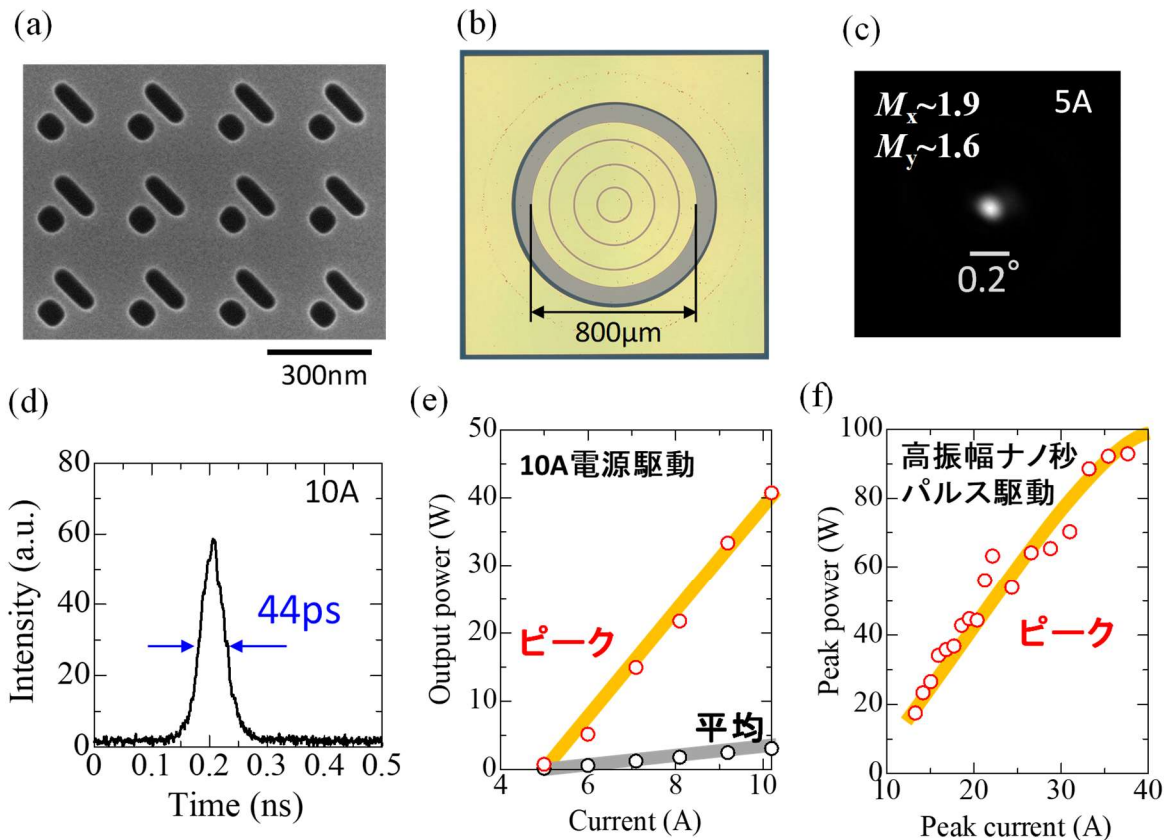 (a)
300nm
(b)
800μm
(c)
Mx~1.9
My~1.6
5A
0.2°
(d)
80
60
40
20
0
Intensity (a.u.)
10A
44ps
0 0.1 0.2 0.3 0.4 0.5
Time (ns)
(e)
50
40
30
20
10
0
Output power (W)
10A電源駆動
ピーク
平均
4 6 8 10
Current (A)
(f)
100
80
60
40
20
0
Peak power (W)
高振幅ナノ秒
パルス駆動
ピーク
10 20 30 40
Peak current (A)